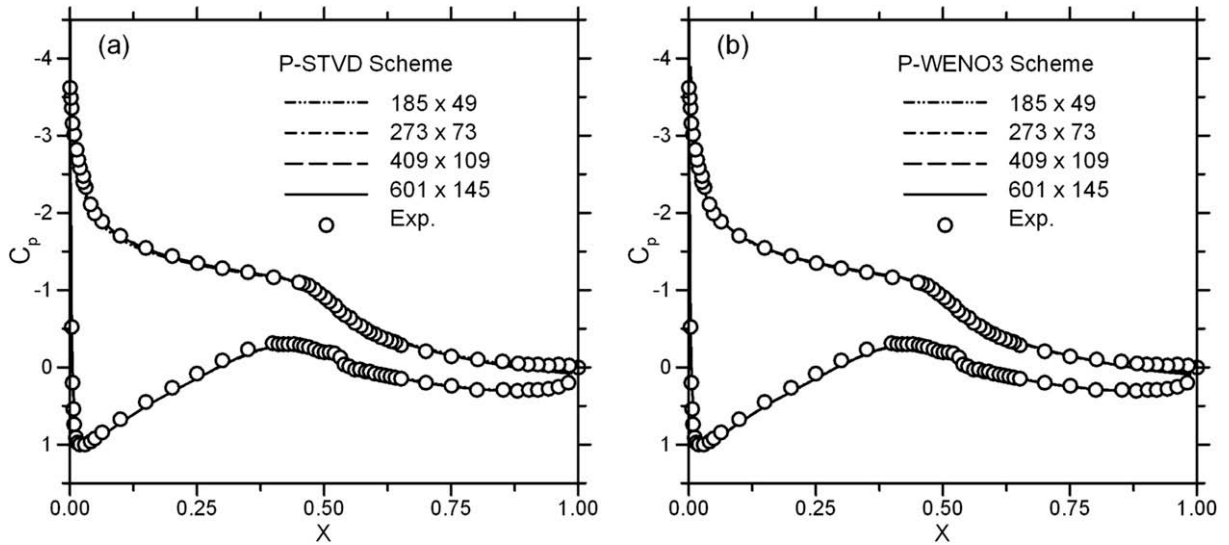 (a)
P-STVD Scheme
185 x 49
273 x 73
409 x 109
601 x 145
Exp.
-4
-3
-2
-1
0
1
Cp
0.00
0.25
0.50
0.75
1.00
X
(b)
P-WENO3 Scheme
185 x 49
273 x 73
409 x 109
601 x 145
Exp.
-4
-3
-2
-1
0
1
Cp
0.00
0.25
0.50
0.75
1.00
X